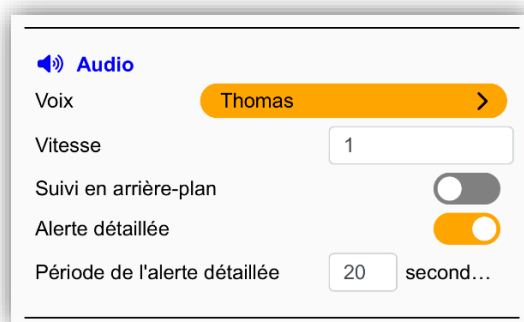 Audio
Voix Thomas
Vitesse 1
Suivi en arrière-plan
Alerte détaillée
Période de l'alerte détaillée 20 second…